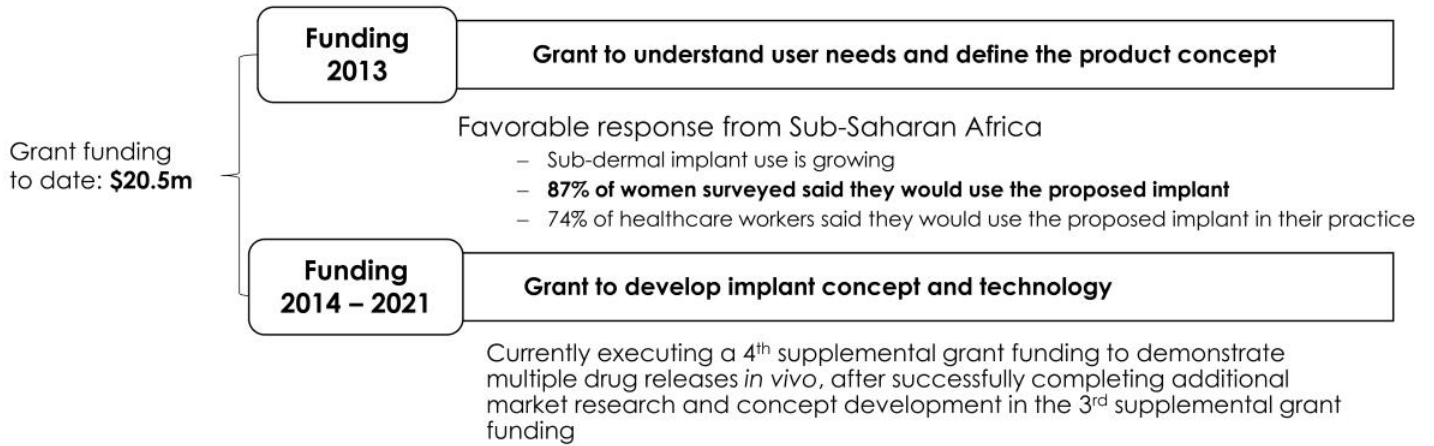 Funding
2013
Grant to understand user needs and define the product concept
Grant funding
to date: $20.5m
Favorable response from Sub-Saharan Africa
– Sub-dermal implant use is growing
– 87% of women surveyed said they would use the proposed implant
– 74% of healthcare workers said they would use the proposed implant in their practice
Funding
2014 – 2021
Grant to develop implant concept and technology
Currently executing a 4th supplemental grant funding to demonstrate
multiple drug releases in vivo, after successfully completing additional
market research and concept development in the 3rd supplemental grant
funding